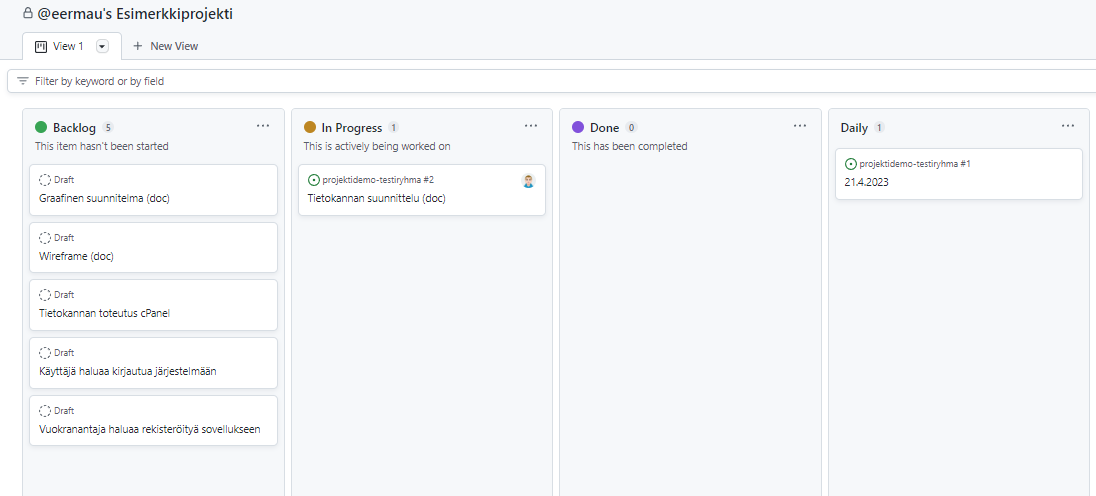 @eermau's Esimerkkiprojekti
View 1
New View
Filter by keyword or by field
Backlog 5
This item hasn't been started
Draft
Graafinen suunnitelma (doc)
Draft
Wireframe (doc)
Draft
Tietokannan toteutus cPanel
Draft
Käyttäjä haluaa kirjautua järjestelmään
Draft
Vuokranantaja haluaa rekisteröityä sovellukseen
In Progress 1
This is actively being worked on
projektidemo-testiryhma #2
Tietokannan suunnittelu (doc)
Done 0
This has been completed
Daily 1
projektidemo-testiryhma #1
21.4.2023